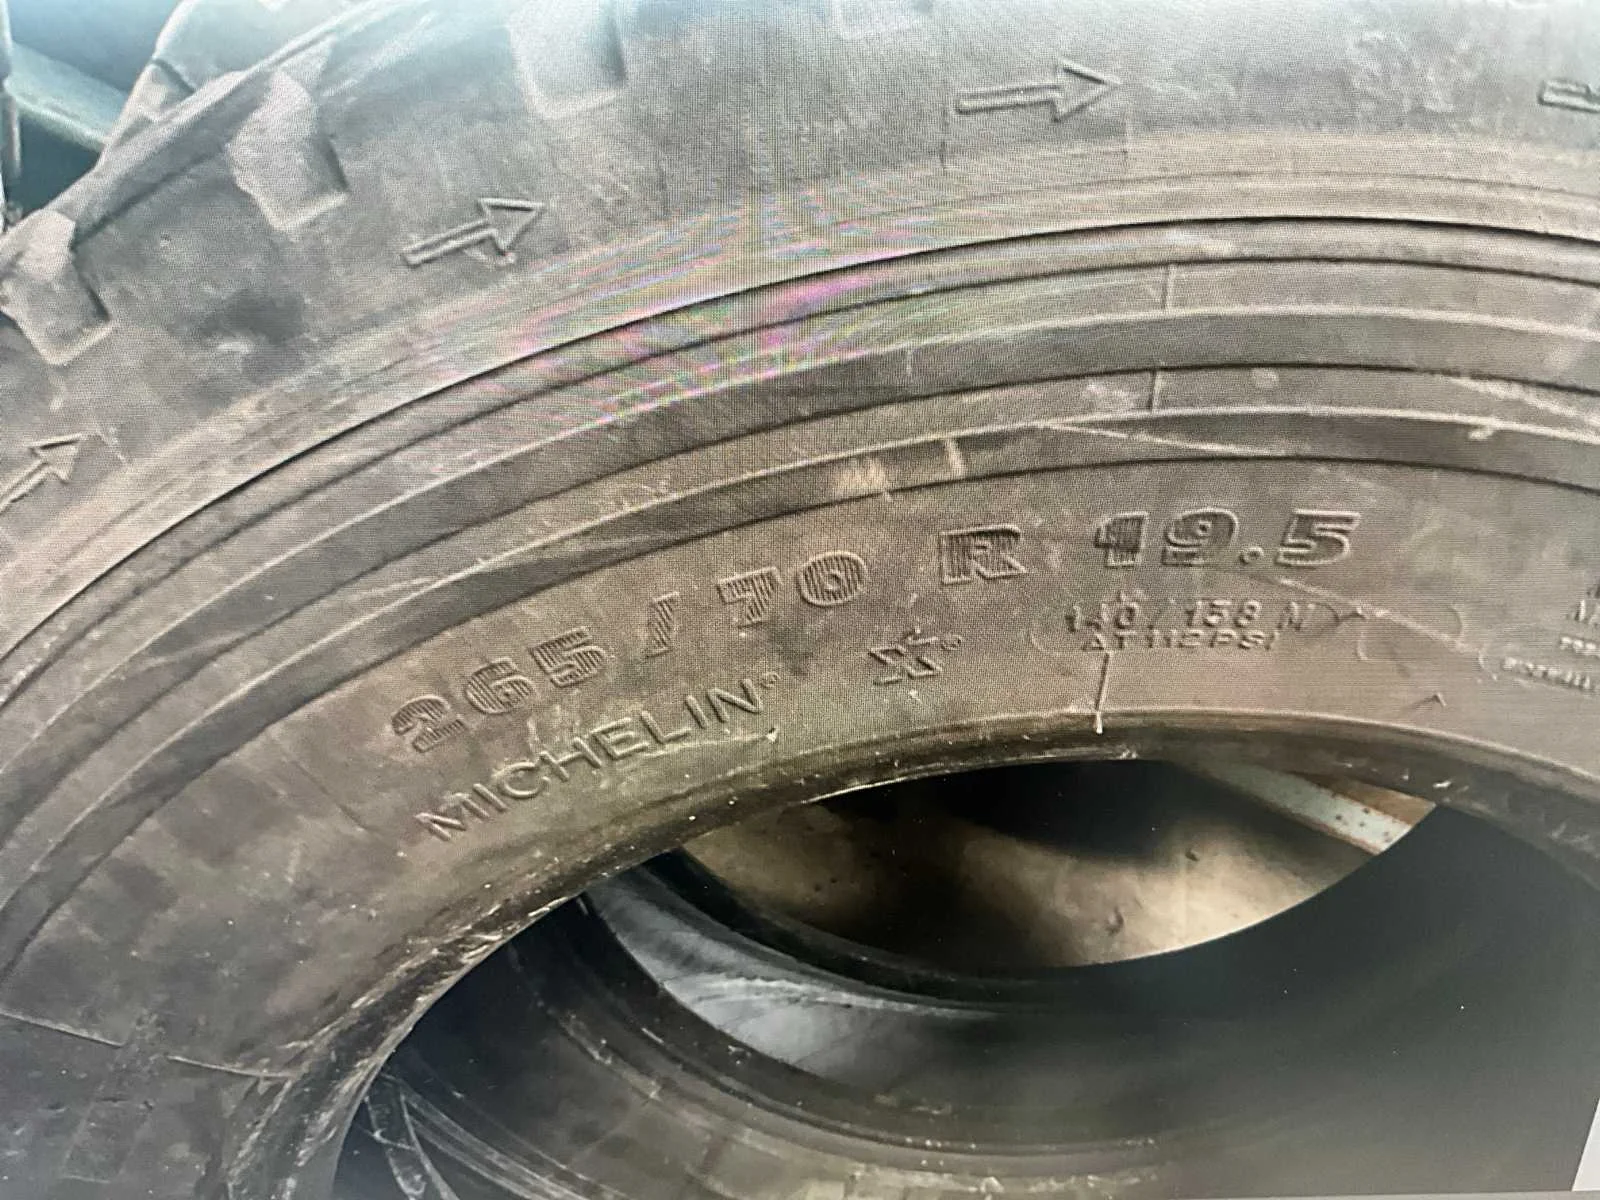 265/70 R 19.5
MICHELIN® X®
140/138 M
AT 112 PSI